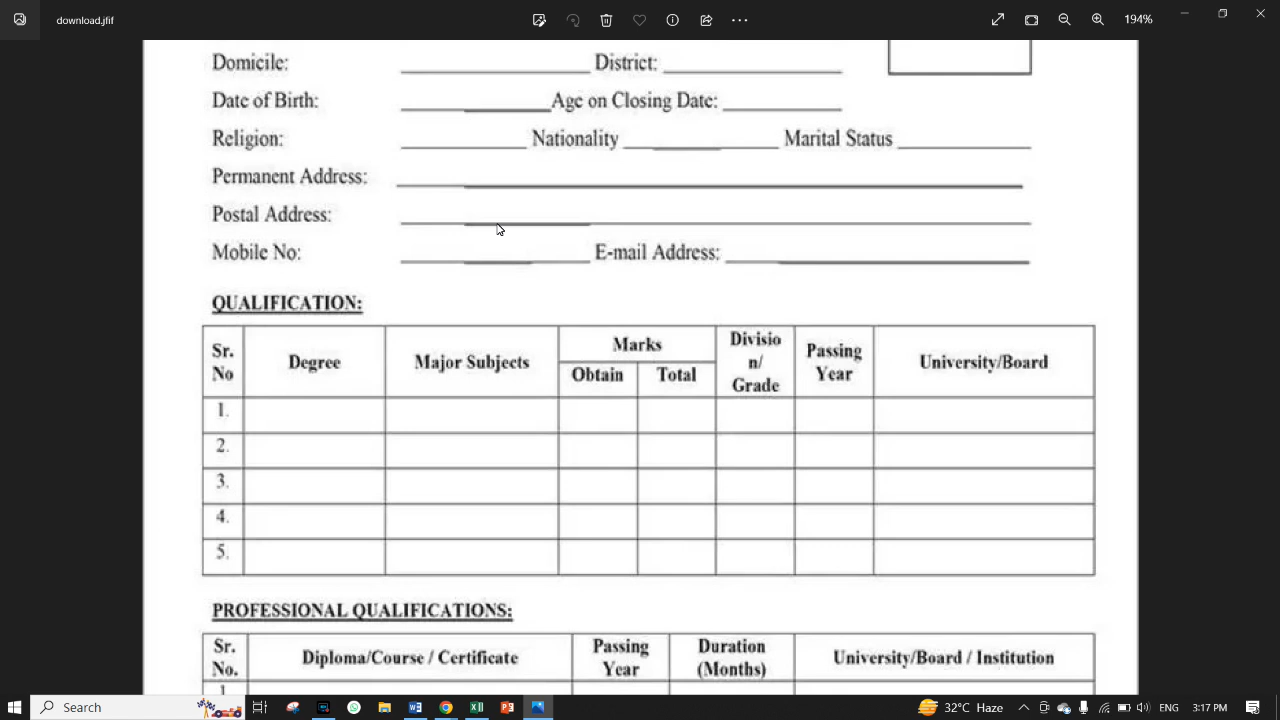 download.jfif
194%
Domicile: District:
Date of Birth: Age on Closing Date:
Religion: Nationality Marital Status
Permanent Address:
Postal Address:
Mobile No: E-mail Address:
QUALIFICATION:
Sr. No Degree Major Subjects Marks Obtain Total Divisio n/ Grade Passing Year University/Board
1.
2.
3.
4.
5.
PROFESSIONAL QUALIFICATIONS:
Sr. No. Diploma/Course / Certificate Passing Year Duration (Months) University/Board / Institution
1
Search
32°C Haze ENG 3:17 PM